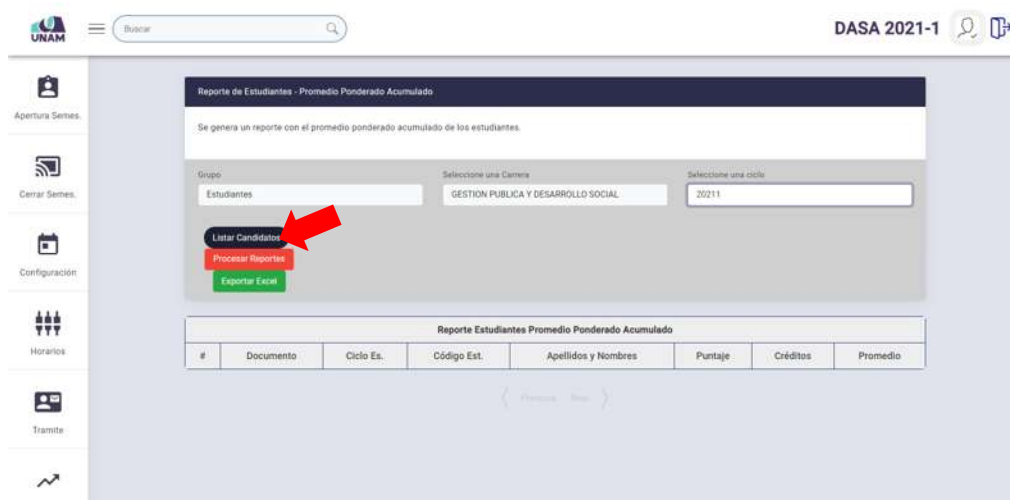 UNAM
Buscar
DASA 2021-1
Apertura Semes.
Cerrar Semes.
Configuración
Horarios
Tramite
Reporte de Estudiantes - Promedio Ponderado Acumulado
Se genera un reporte con el promedio ponderado acumulado de los estudiantes.
Grupo
Seleccione una Carrera
Seleccione una ciclo
Estudiantes
GESTION PUBLICA Y DESARROLLO SOCIAL
20211
Listar Candidatos
Procesar Reportes
Exportar Excel
Reporte Estudiantes Promedio Ponderado Acumulado
# Documento Ciclo Es. Código Est. Apellidos y Nombres Puntaje Créditos Promedio
Previous Next